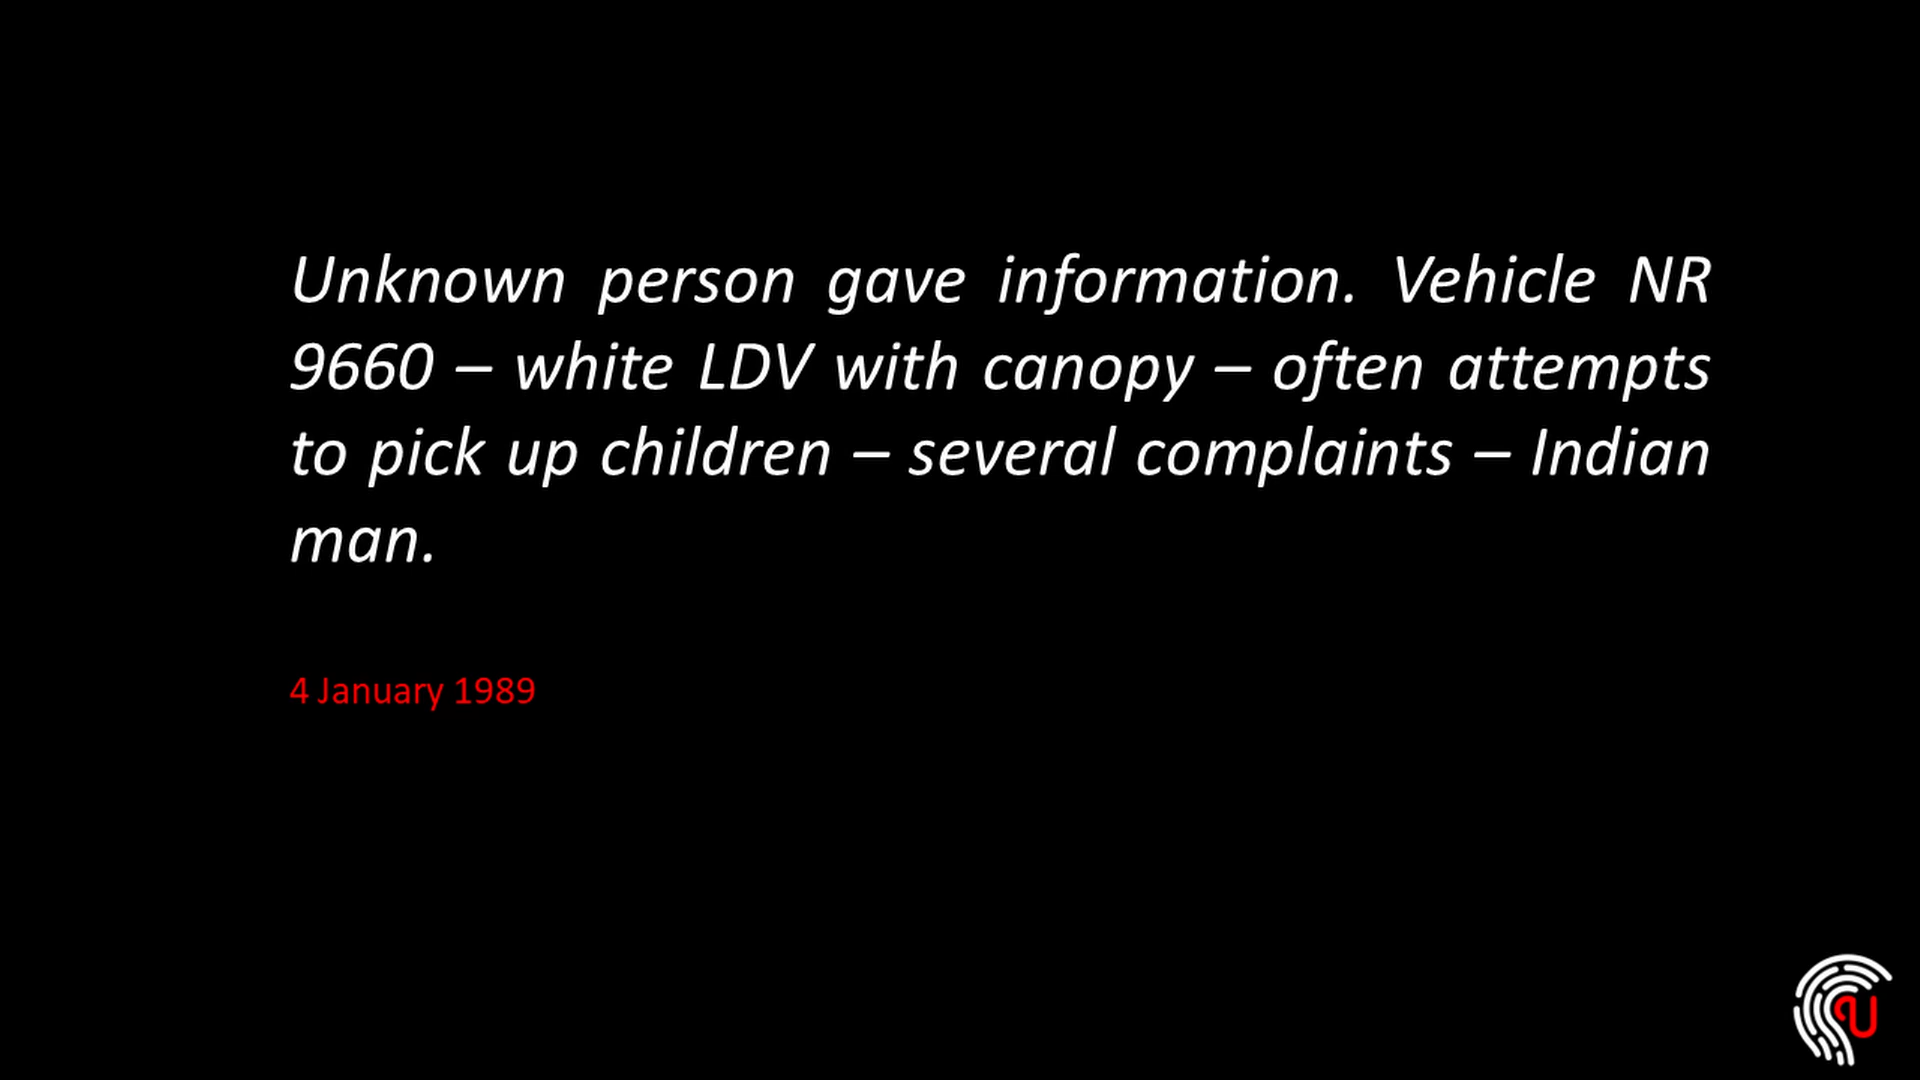 Unknown person gave information. Vehicle NR
9660 – white LDV with canopy – often attempts
to pick up children – several complaints – Indian
man.
4 January 1989
U